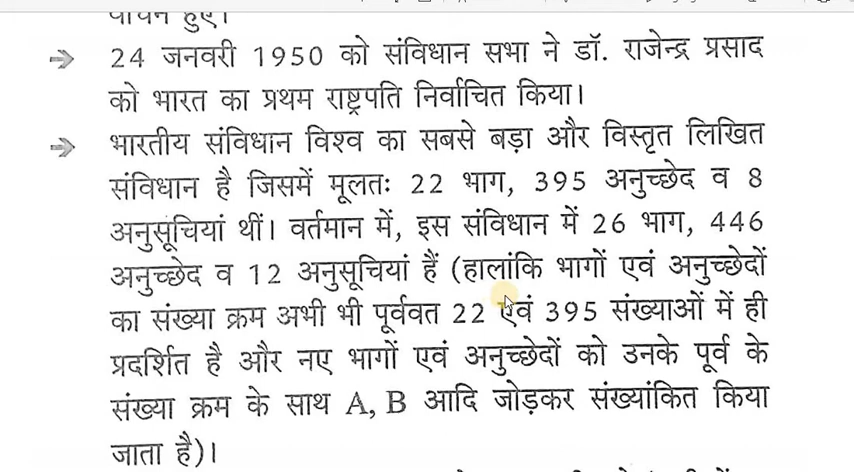 हुए।
→ 24 जनवरी 1950 को संविधान सभा ने डॉ. राजेन्द्र प्रसाद
को भारत का प्रथम राष्ट्रपति निर्वाचित किया।
→ भारतीय संविधान विश्व का सबसे बड़ा और विस्तृत लिखित
संविधान है जिसमें मूलतः 22 भाग, 395 अनुच्छेद व 8
अनुसूचियां थीं। वर्तमान में, इस संविधान में 26 भाग, 446
अनुच्छेद व 12 अनुसूचियां हैं (हालांकि भागों एवं अनुच्छेदों
का संख्या क्रम अभी भी पूर्ववत 22 एवं 395 संख्याओं में ही
प्रदर्शित है और नए भागों एवं अनुच्छेदों को उनके पूर्व के
संख्या क्रम के साथ A, B आदि जोड़कर संख्यांकित किया
जाता है)।